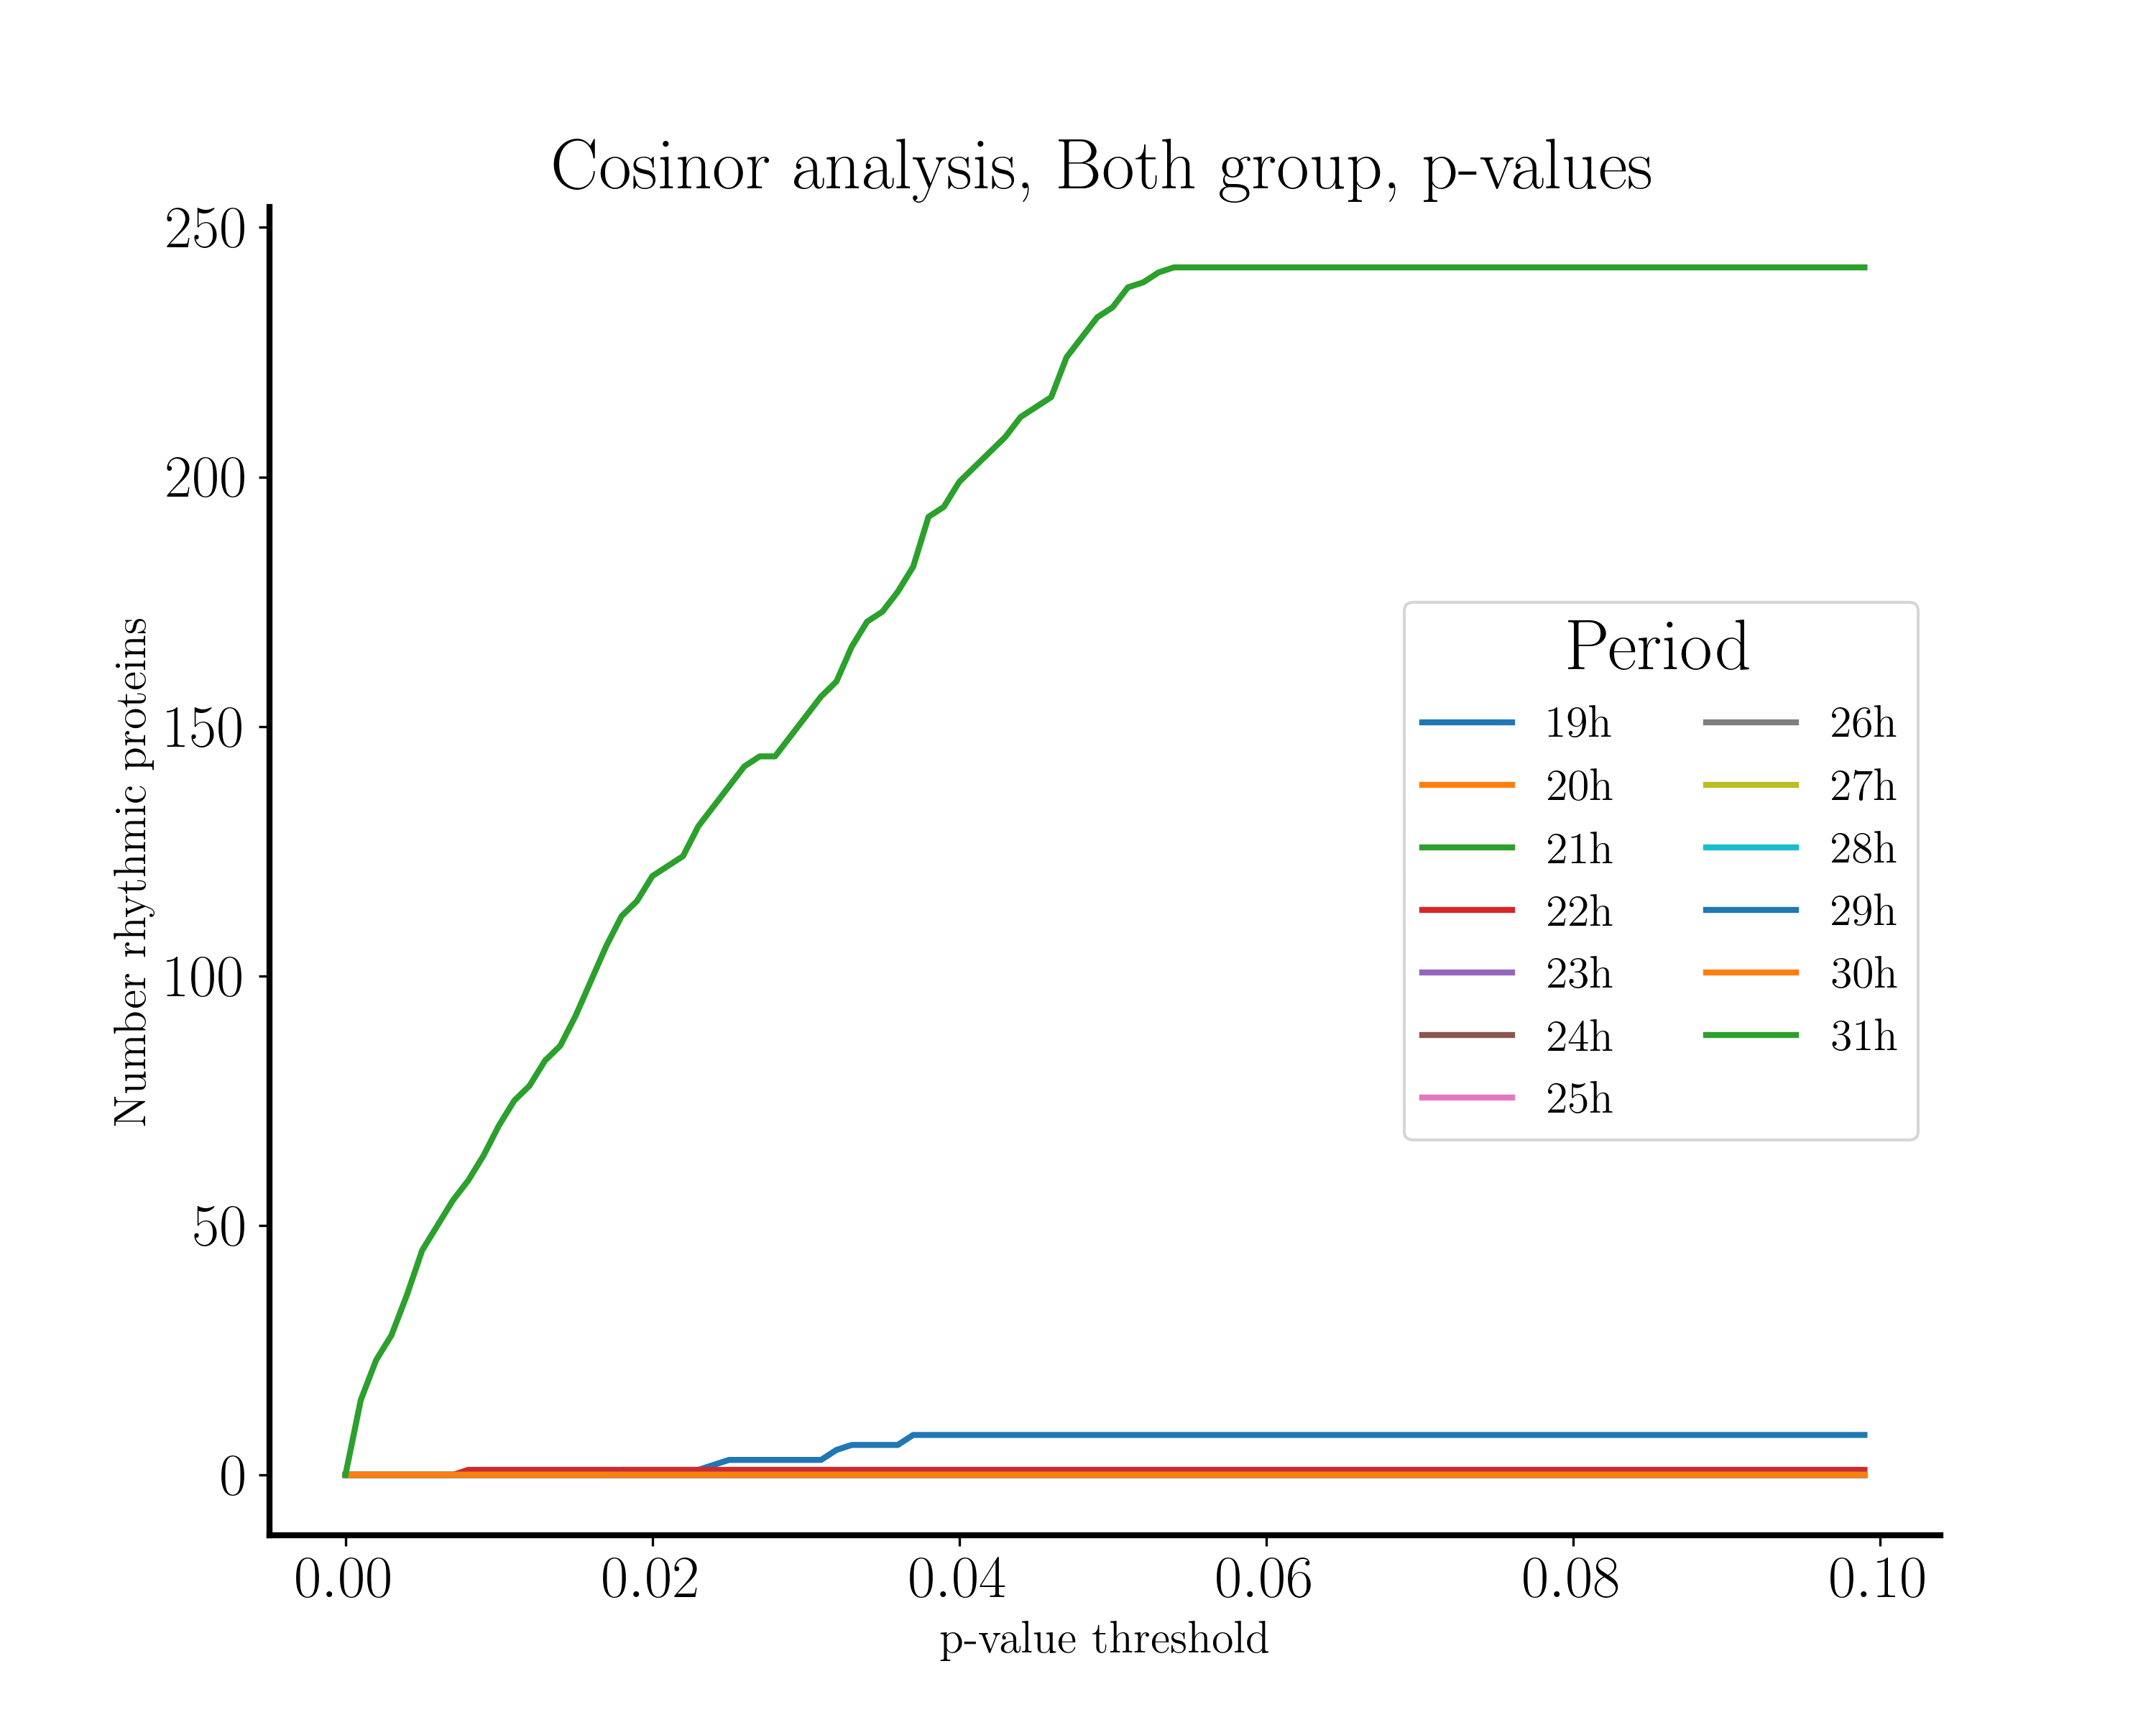 Cosinor analysis, Both group, p-values
250
200
150
100
50
0
Number rhythmic proteins
Period
19h
20h
21h
22h
23h
24h
25h
26h
27h
28h
29h
30h
31h
0.00 0.02 0.04 0.06 0.08 0.10
p-value threshold